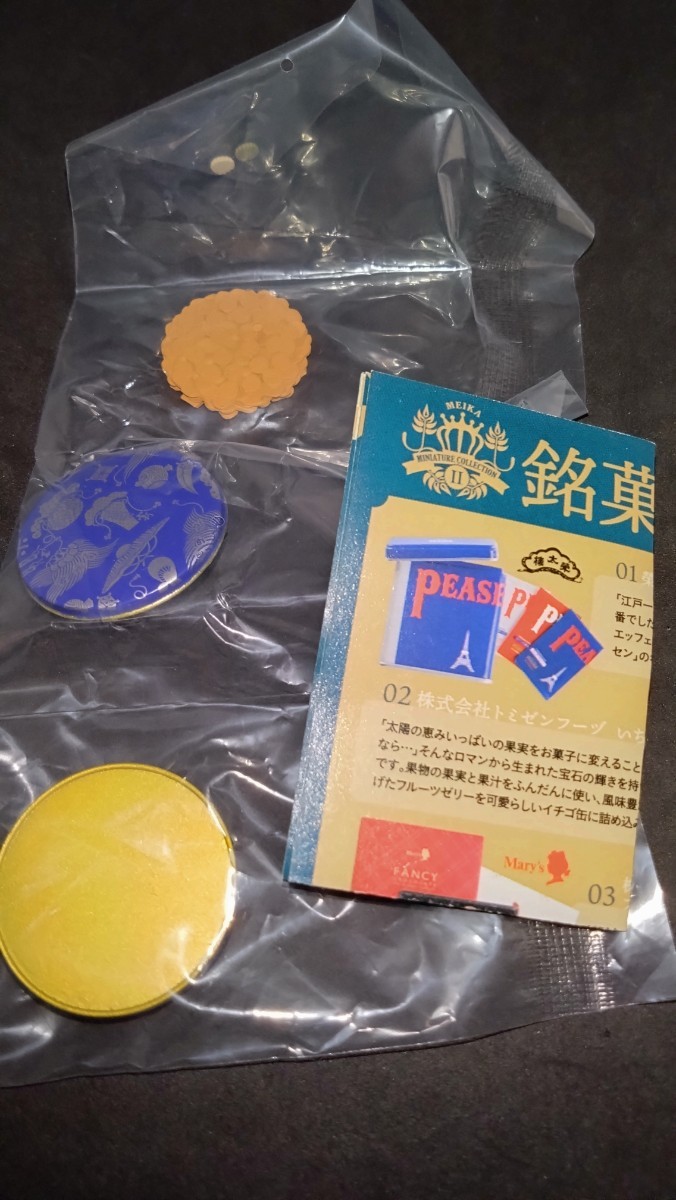 MEIKA
MINIATURE COLLECTION
II
銘菓
榮太樓
01
PEASE
P
P
PEA
「江戸一
番でした
エッフェ
セン」の
02 株式会社トミゼンフーヅ いち
「太陽の恵みいっぱいの果実をお菓子に変えること
なら…」そんなロマンから生まれた宝石の輝きを持
です。果物の果実と果汁をふんだんに使い、風味豊
げたフルーツゼリーを可愛らしいイチゴ缶に詰め込み
FANCY
Mary's
03